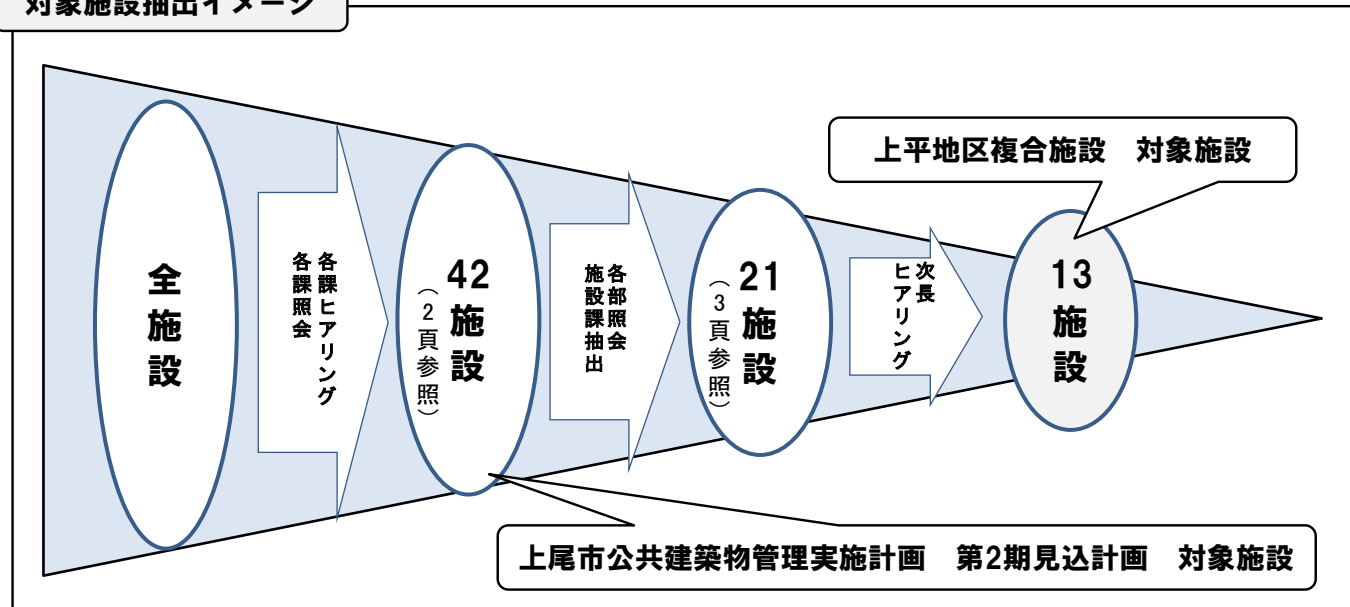 対象施設抽出イメージ
全施設
各課ヒアリング
各課照会
42施設
（２頁参照）
各部照会
施設課抽出
21施設
（３頁参照）
次長
ヒアリング
13施設
上平地区複合施設　対象施設
上尾市公共建築物管理実施計画　第2期見込計画　対象施設